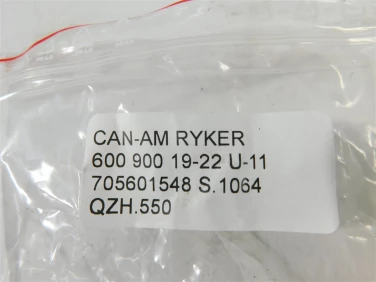 CAN-AM RYKER
600 900 19-22 U-11
705601548 S.1064
QZH.550